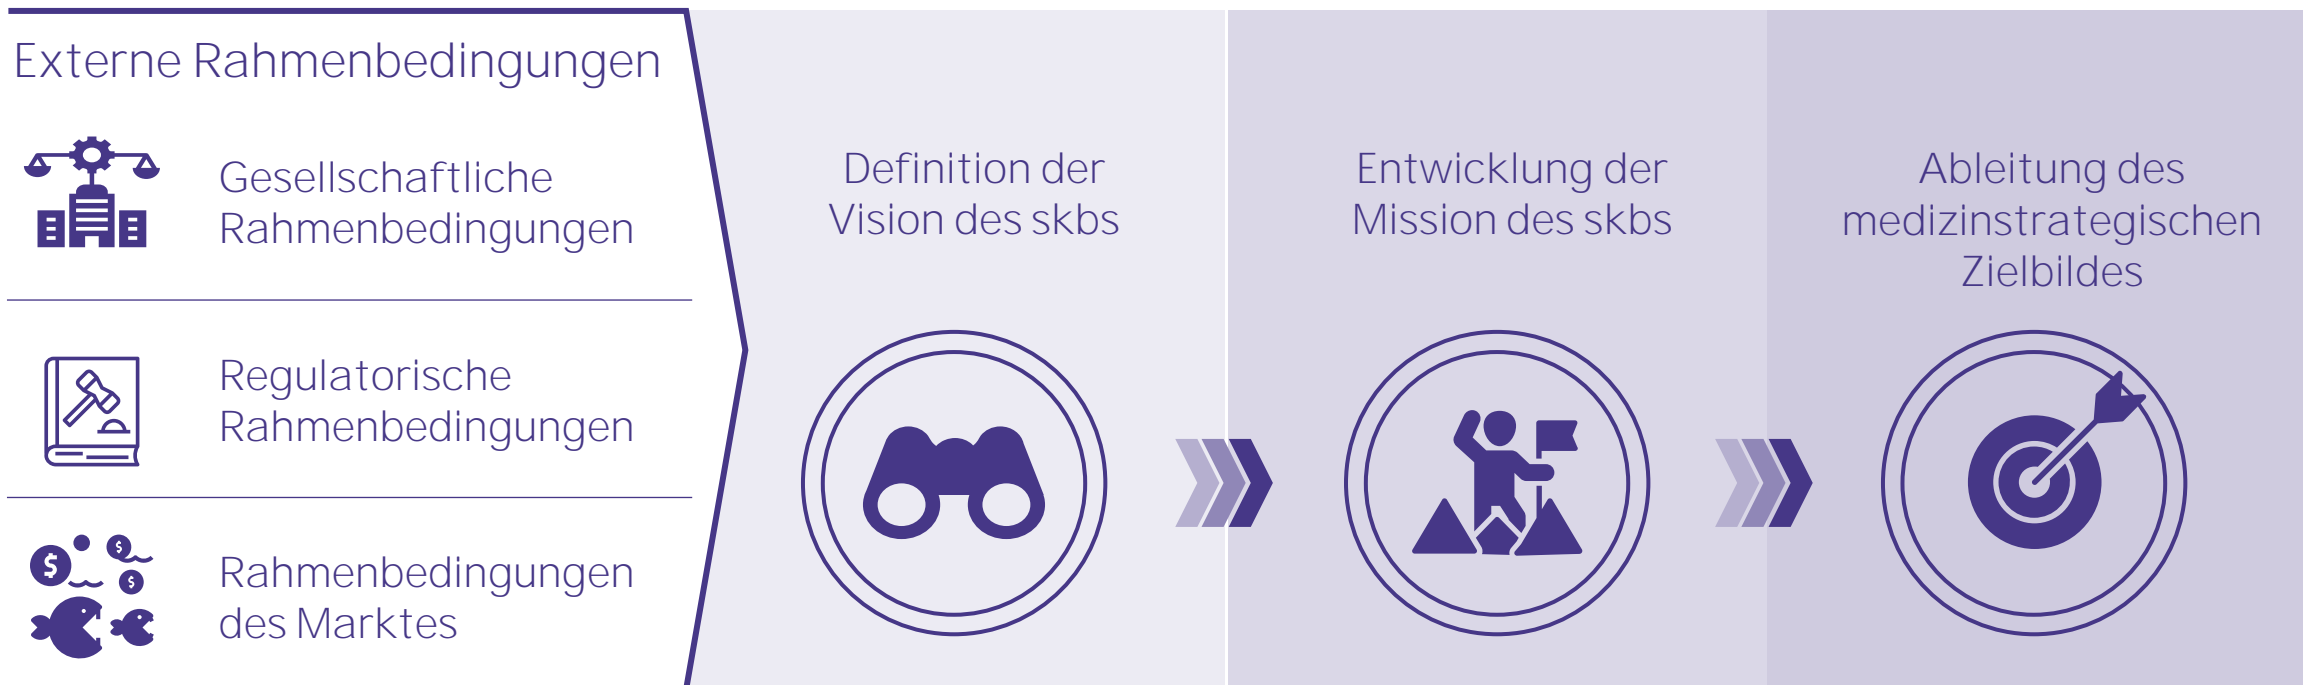 Externe Rahmenbedingungen
Gesellschaftliche
Rahmenbedingungen
Regulatorische
Rahmenbedingungen
$
$
$
Rahmenbedingungen
des Marktes
Definition der
Vision des skbs
Entwicklung der
Mission des skbs
Ableitung des
medizinstrategischen
Zielbildes